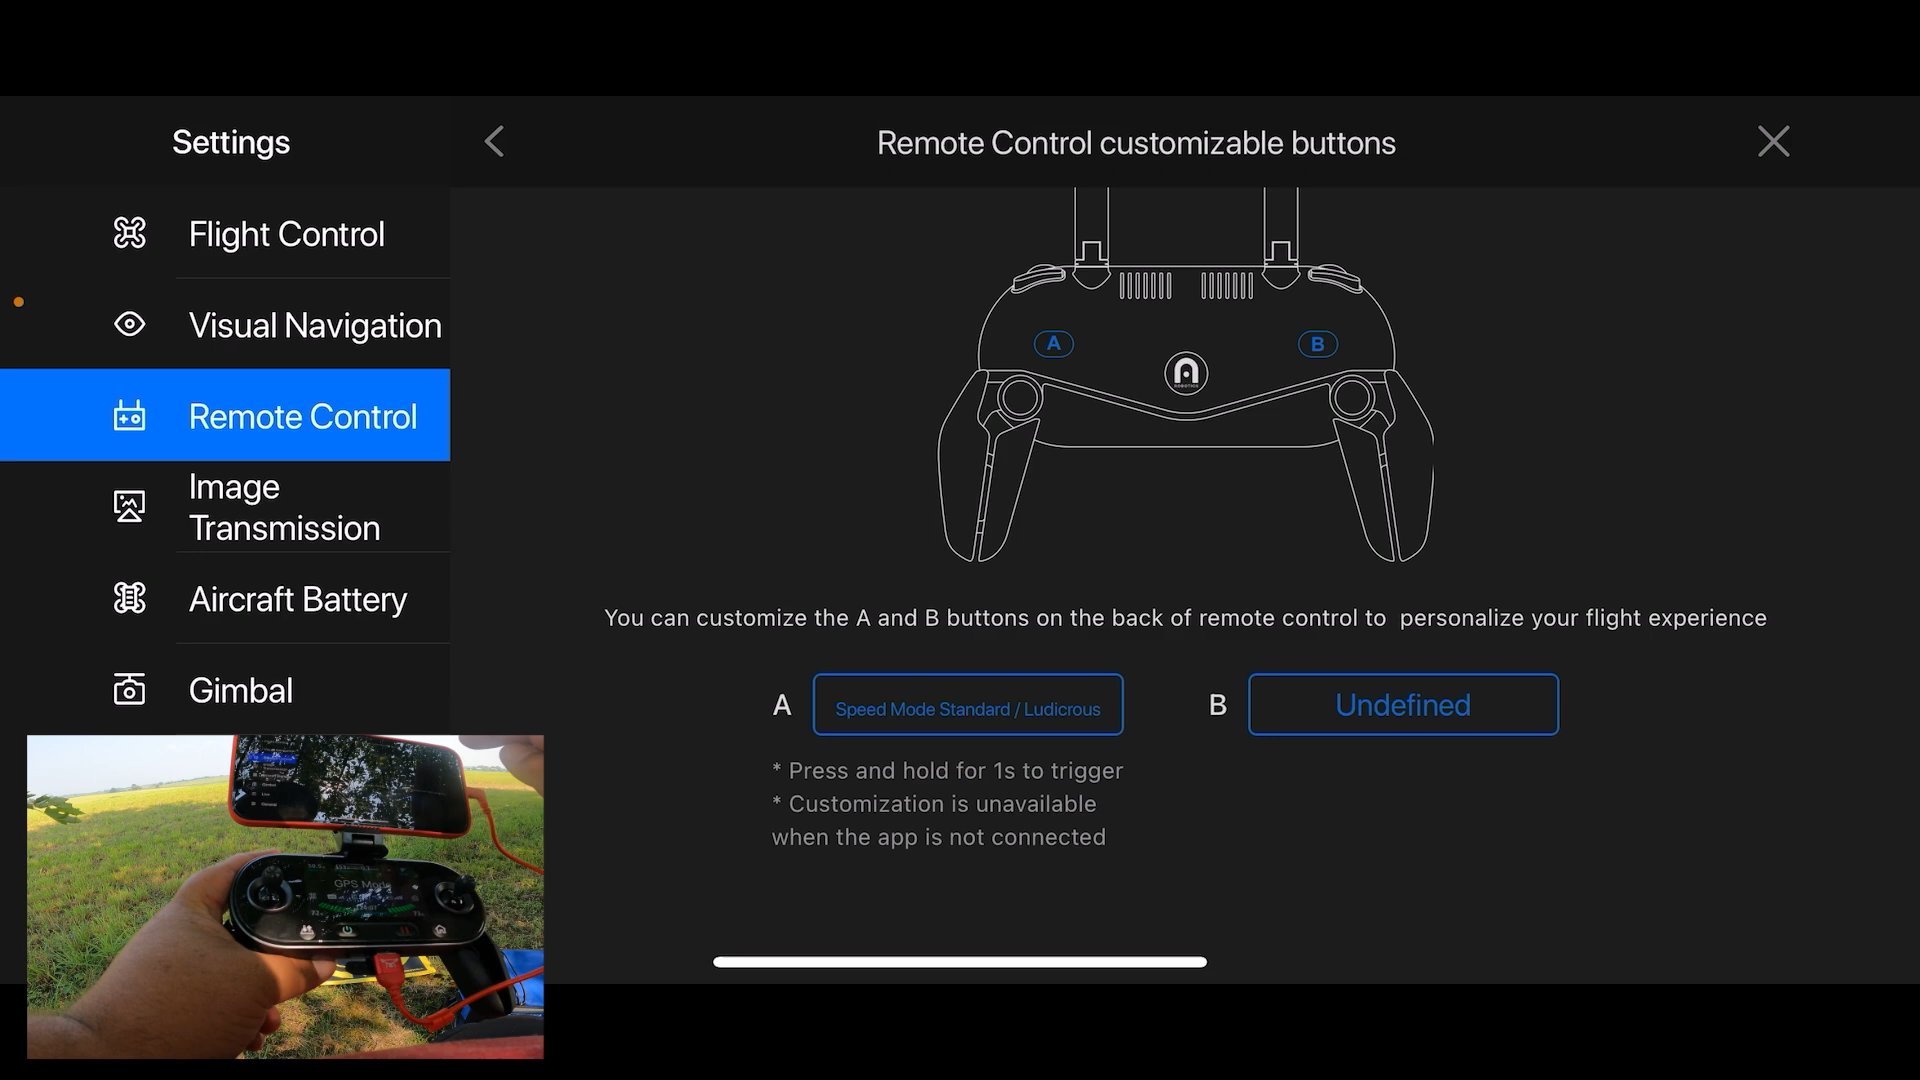 Settings
Remote Control customizable buttons
Flight Control
Visual Navigation
Remote Control
Image
Transmission
Aircraft Battery
Gimbal
A
B
You can customize the A and B buttons on the back of remote control to personalize your flight experience
A
Speed Mode Standard / Ludicrous
B
Undefined
* Press and hold for 1s to trigger
* Customization is unavailable
when the app is not connected
GPS Mode